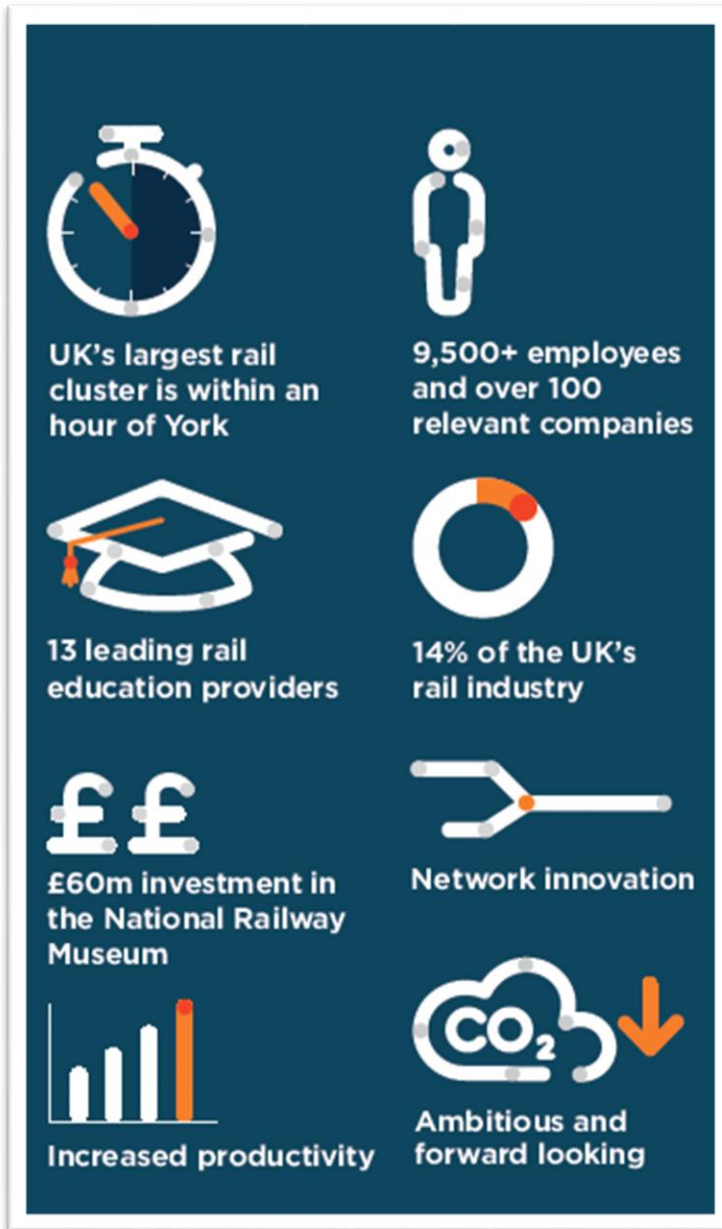 UK's largest rail
cluster is within an
hour of York
9,500+ employees
and over 100
relevant companies
13 leading rail
education providers
14% of the UK's
rail industry
££
£60m investment in
the National Railway
Museum
Network innovation
Increased productivity
CO₂
Ambitious and
forward looking